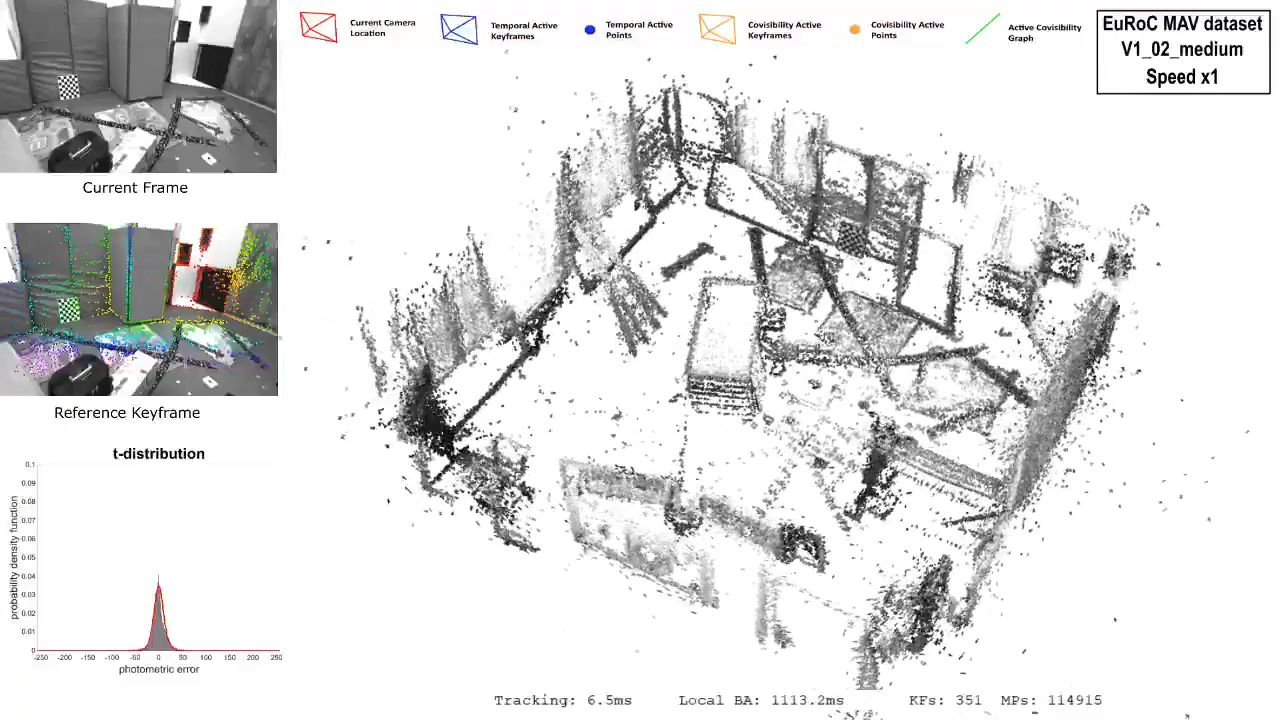 Current Camera
Location
Temporal Active
Keyframes
Temporal Active
Points
Covisibility Active
Keyframes
Covisibility Active
Points
Active Covisibility
Graph
EuRoC MAV dataset
V1_02_medium
Speed x1
Current Frame
Reference Keyframe
t-distribution
probability density function
0.1
0.09
0.08
0.07
0.06
0.05
0.04
0.03
0.02
0.01
0
-250 -200 -150 -100 -50 0 50 100 150 200 250
photometric error
Tracking: 6.5ms Local BA: 1113.2ms KFs: 351 MPs: 114915